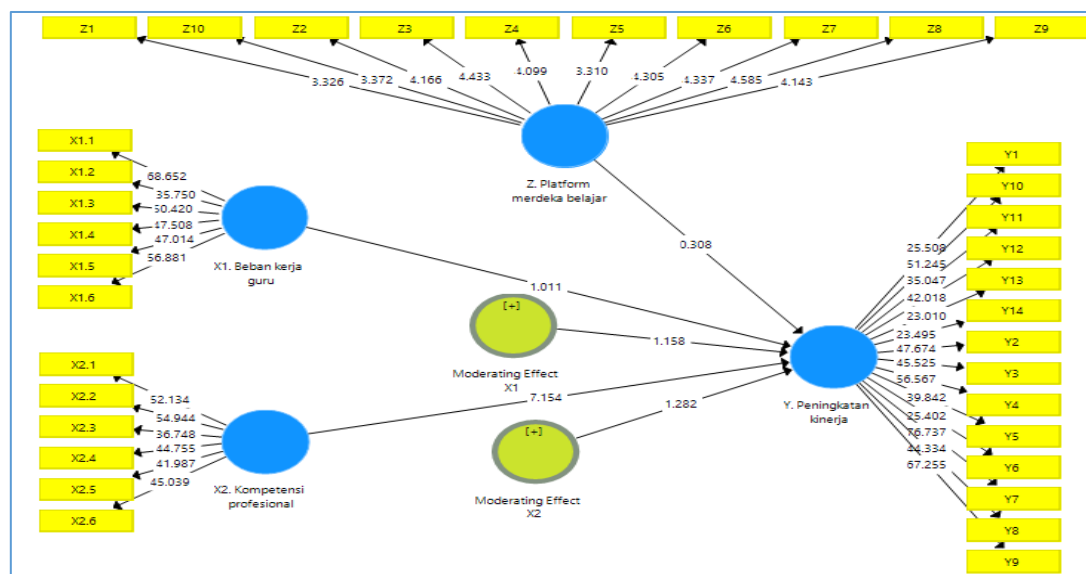 Z1 Z10 Z2 Z3 Z4 Z5 Z6 Z7 Z8 Z9
3.326 3.372 4.166 4.433 4.099 3.310 4.305 4.337 4.585 4.143
Z. Platform
merdeka belajar
X1.1
X1.2
X1.3
X1.4
X1.5
X1.6
68.652
35.750
50.420
47.508
47.014
56.881
X1. Beban kerja
guru
0.308
1.011
[+]
1.158
Moderating Effect
X1
X2.1
X2.2
X2.3
X2.4
X2.5
X2.6
52.134
54.944
36.748
44.755
41.987
45.039
X2. Kompetensi
profesional
7.154
1.282
[+]
Moderating Effect
X2
Y. Peningkatan
kinerja
25.508
51.245
35.047
42.018
23.010
23.495
47.674
45.525
56.567
39.842
25.402
76.737
44.334
67.255
Y1
Y10
Y11
Y12
Y13
Y14
Y2
Y3
Y4
Y5
Y6
Y7
Y8
Y9